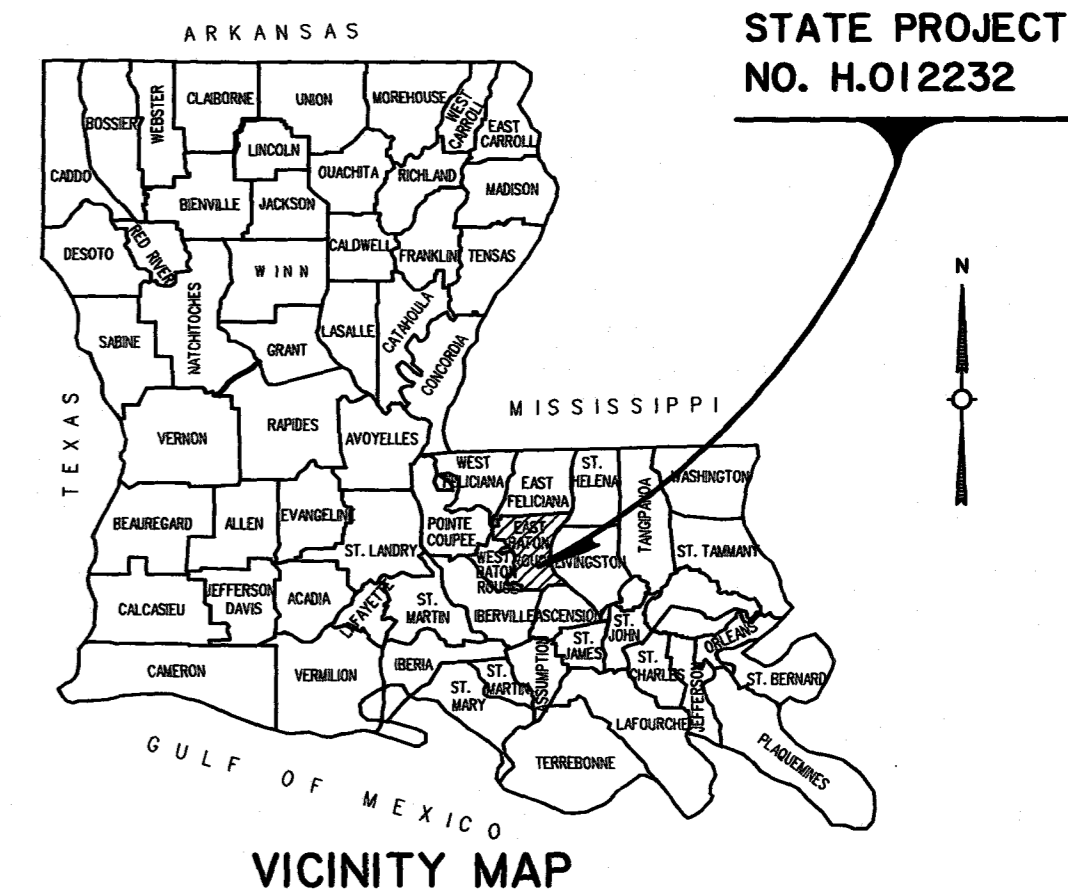 STATE PROJECT
NO. H.012232
ARKANSAS
CADDO
BOSSIER
WEBSTER
CLAIBORNE
UNION
MOREHOUSE
WEST
CARROLL
EAST
CARROLL
LINCOLN
OUACHITA
RICHLAND
MADISON
BIENVILLE
JACKSON
DESOTO
RED RIVER
CALDWELL
FRANKLIN
TENSAS
WINN
NATCHITOCHES
SABINE
GRANT
LASALLE
CATAHOULA
CONCORDIA
N
TEXAS
MISSISSIPPI
VERNON
RAPIDES
AVOYELLES
WEST
FELICIANA
EAST
FELICIANA
ST.
HELENA
TANGIPAHOA
WASHINGTON
BEAUREGARD
ALLEN
EVANGELINE
ST. LANDRY
POINTE
COUPEE
WEST
BATON
ROUGE
EAST
BATON
ROUGE
LIVINGSTON
ST. TAMMANY
CALCASIEU
JEFFERSON
DAVIS
ACADIA
LAFAYETTE
ST.
MARTIN
IBERVILLE
ASCENSION
ST.
JAMES
ST.
JOHN
ST.
CHARLES
ORLEANS
ST. BERNARD
CAMERON
VERMILION
IBERIA
ST.
MARTIN
ST.
MARY
ASSUMPTION
LAFOURCHE
JEFFERSON
PLAQUEMINES
TERREBONNE
GULF OF MEXICO
VICINITY MAP